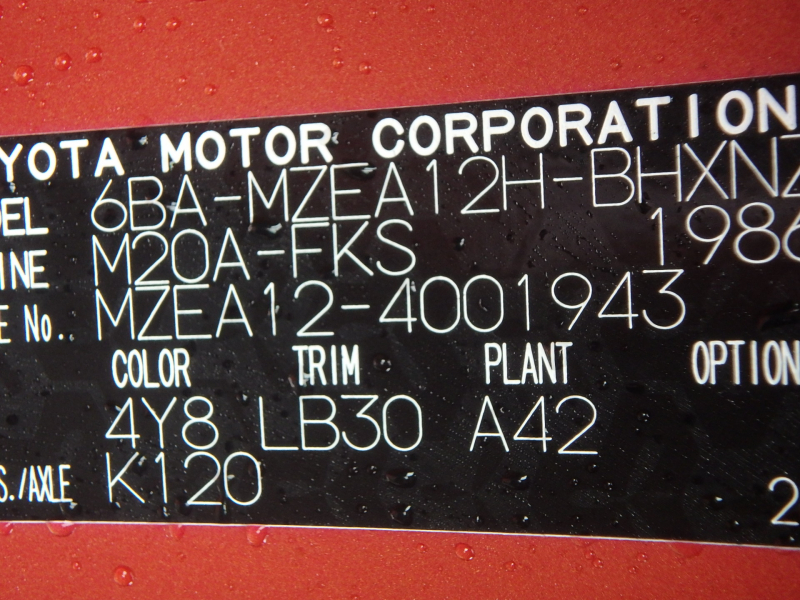 YOTA MOTOR CORPORATION
DEL 6BA-MZEA12H-BHXNZ
INE M20A-FKS 1986
E No. MZEA12-4001943
COLOR TRIM PLANT OPTION
4Y8 LB30 A42
S./AXLE K120
2